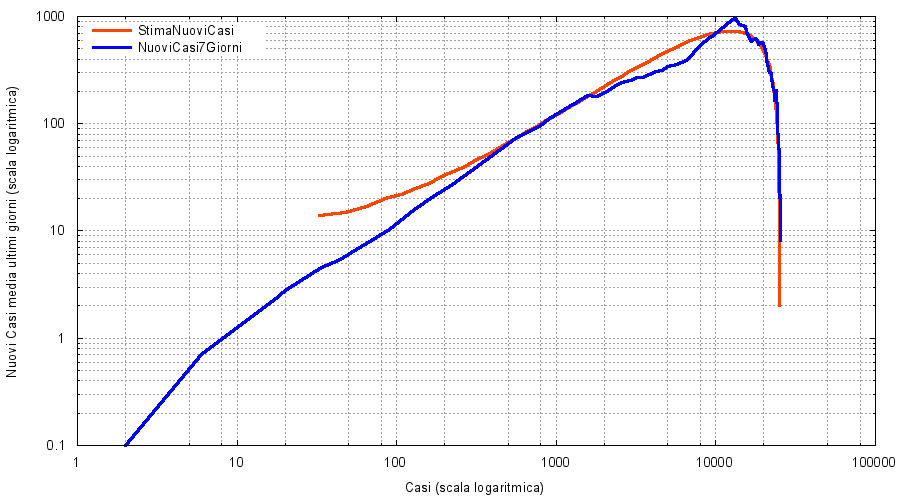 1000
100
10
1
0.1
StimaNuoviCasi
NuoviCasi7Giorni
Nuovi Casi media ultimi giorni (scala logaritmica)
1 10 100 1000 10000 100000
Casi (scala logaritmica)